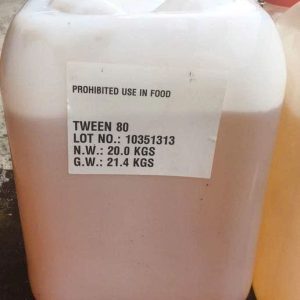 PROHIBITED USE IN FOOD
TWEEN 80
LOT NO.: 10351313
N.W.: 20.0 KGS
G.W.: 21.4 KGS